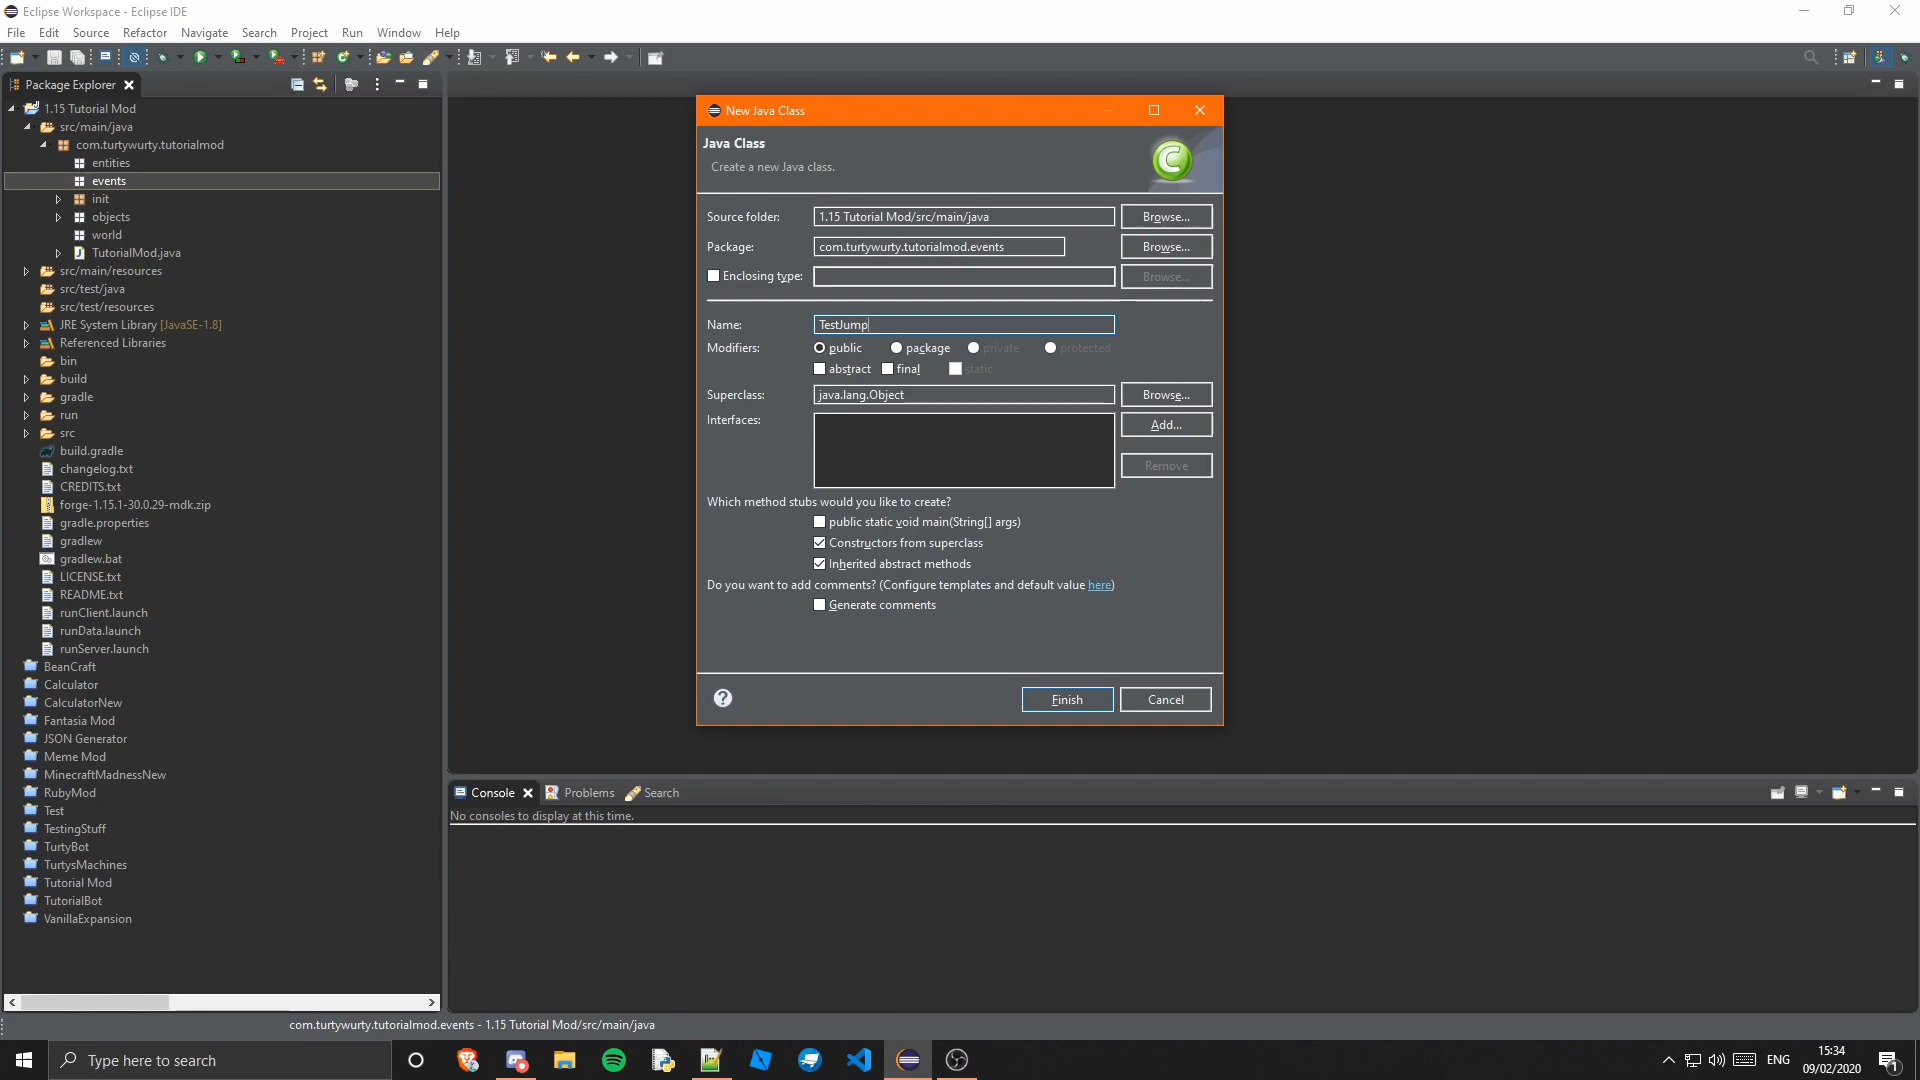 Eclipse Workspace - Eclipse IDE
File Edit Source Refactor Navigate Search Project Run Window Help
Package Explorer
1.15 Tutorial Mod
src/main/java
com.turtywurty.tutorialmod
entities
events
init
objects
world
TutorialMod.java
src/main/resources
src/test/java
src/test/resources
JRE System Library [JavaSE-1.8]
Referenced Libraries
bin
build
gradle
run
src
build.gradle
changelog.txt
CREDITS.txt
forge-1.15.1-30.0.29-mdk.zip
gradle.properties
gradlew
gradlew.bat
LICENSE.txt
README.txt
runClient.launch
runData.launch
runServer.launch
BeanCraft
Calculator
CalculatorNew
Fantasia Mod
JSON Generator
Meme Mod
MinecraftMadnessNew
RubyMod
Test
TestingStuff
TurtyBot
TurtysMachines
Tutorial Mod
TutorialBot
VanillaExpansion
New Java Class
Java Class
Create a new Java class.
C
Source folder: 1.15 Tutorial Mod/src/main/java Browse...
Package: com.turtywurty.tutorialmod.events Browse...
Enclosing type: Browse...
Name: TestJump
Modifiers: public package private protected
abstract final static
Superclass: java.lang.Object Browse...
Interfaces: Add...
Remove
Which method stubs would you like to create?
public static void main(String[] args)
Constructors from superclass
Inherited abstract methods
Do you want to add comments? (Configure templates and default value here)
Generate comments
? Finish Cancel
Console Problems Search
No consoles to display at this time.
com.turtywurty.tutorialmod.events - 1.15 Tutorial Mod/src/main/java
Type here to search
ENG
15:34
09/02/2020
1